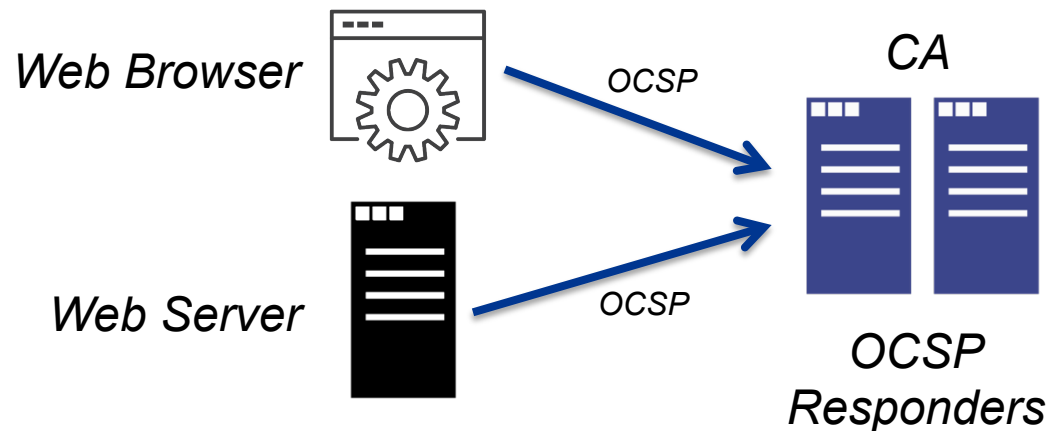 Web Browser
OCSP
CA
Web Server
OCSP
OCSP
Responders